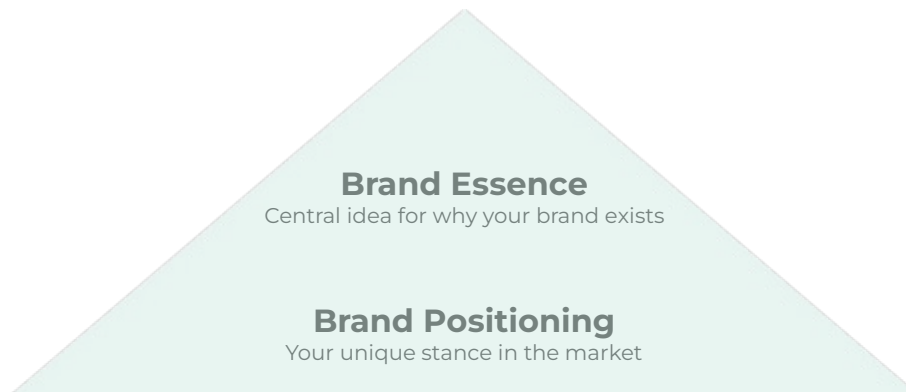 Brand Essence
Central idea for why your brand exists
Brand Positioning
Your unique stance in the market